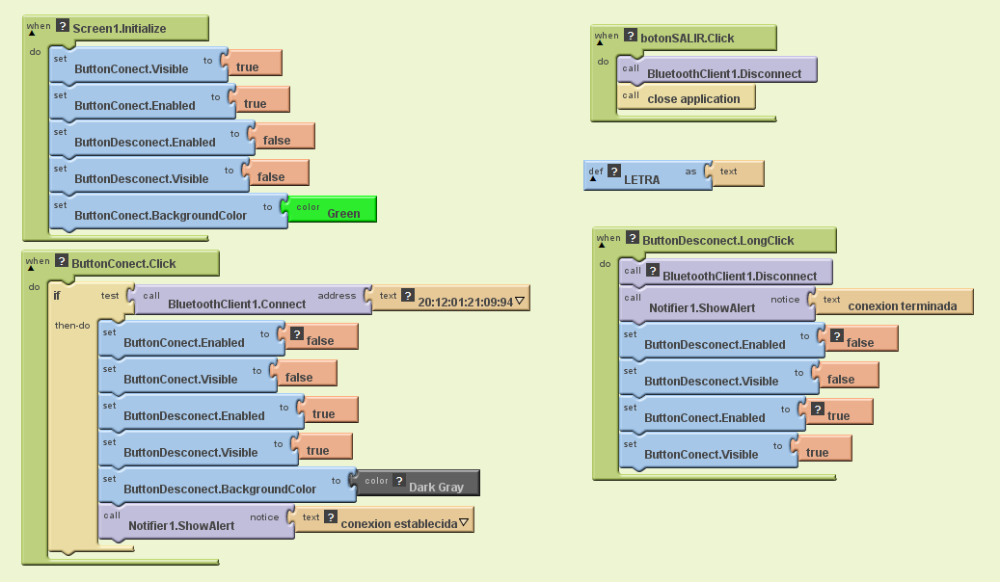 when ? Screen1.Initialize
do
set ButtonConect.Visible to true
set ButtonConect.Enabled to true
set ButtonDesconect.Enabled to false
set ButtonDesconect.Visible to false
set ButtonConect.BackgroundColor to color Green
when ? ButtonConect.Click
do
if test call BluetoothClient1.Connect address text ? 20:12:01:21:09:94
then-do
set ButtonConect.Enabled to ? false
set ButtonConect.Visible to false
set ButtonDesconect.Enabled to true
set ButtonDesconect.Visible to true
set ButtonDesconect.BackgroundColor to color ? Dark Gray
call Notifier1.ShowAlert notice text ? conexion establecida
when ? botonSALIR.Click
do
call BluetoothClient1.Disconnect
call close application
def ? LETRA as text
when ? ButtonDesconect.LongClick
do
call ? BluetoothClient1.Disconnect
call Notifier1.ShowAlert notice text conexion terminada
set ButtonDesconect.Enabled to ? false
set ButtonDesconect.Visible to false
set ButtonConect.Enabled to ? true
set ButtonConect.Visible to true